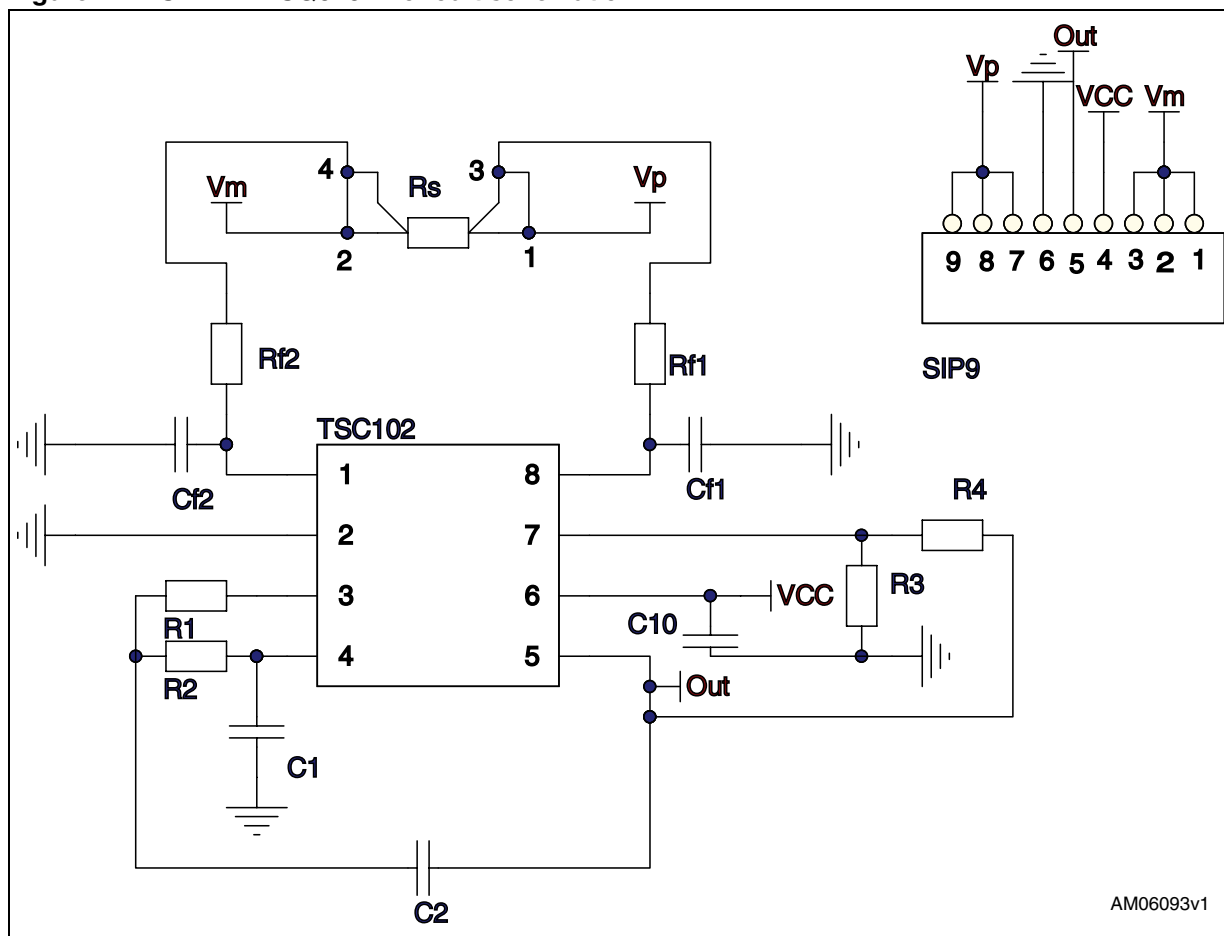 Out
Vp
VCC Vm
4 3
Vm Rs Vp
2 1
9 8 7 6 5 4 3 2 1
Rf2 Rf1
SIP9
TSC102
1 8
Cf2 Cf1
R4
2 7
3 6 VCC R3
R1 C10
4 5
R2 Out
C1
C2
AM06093v1